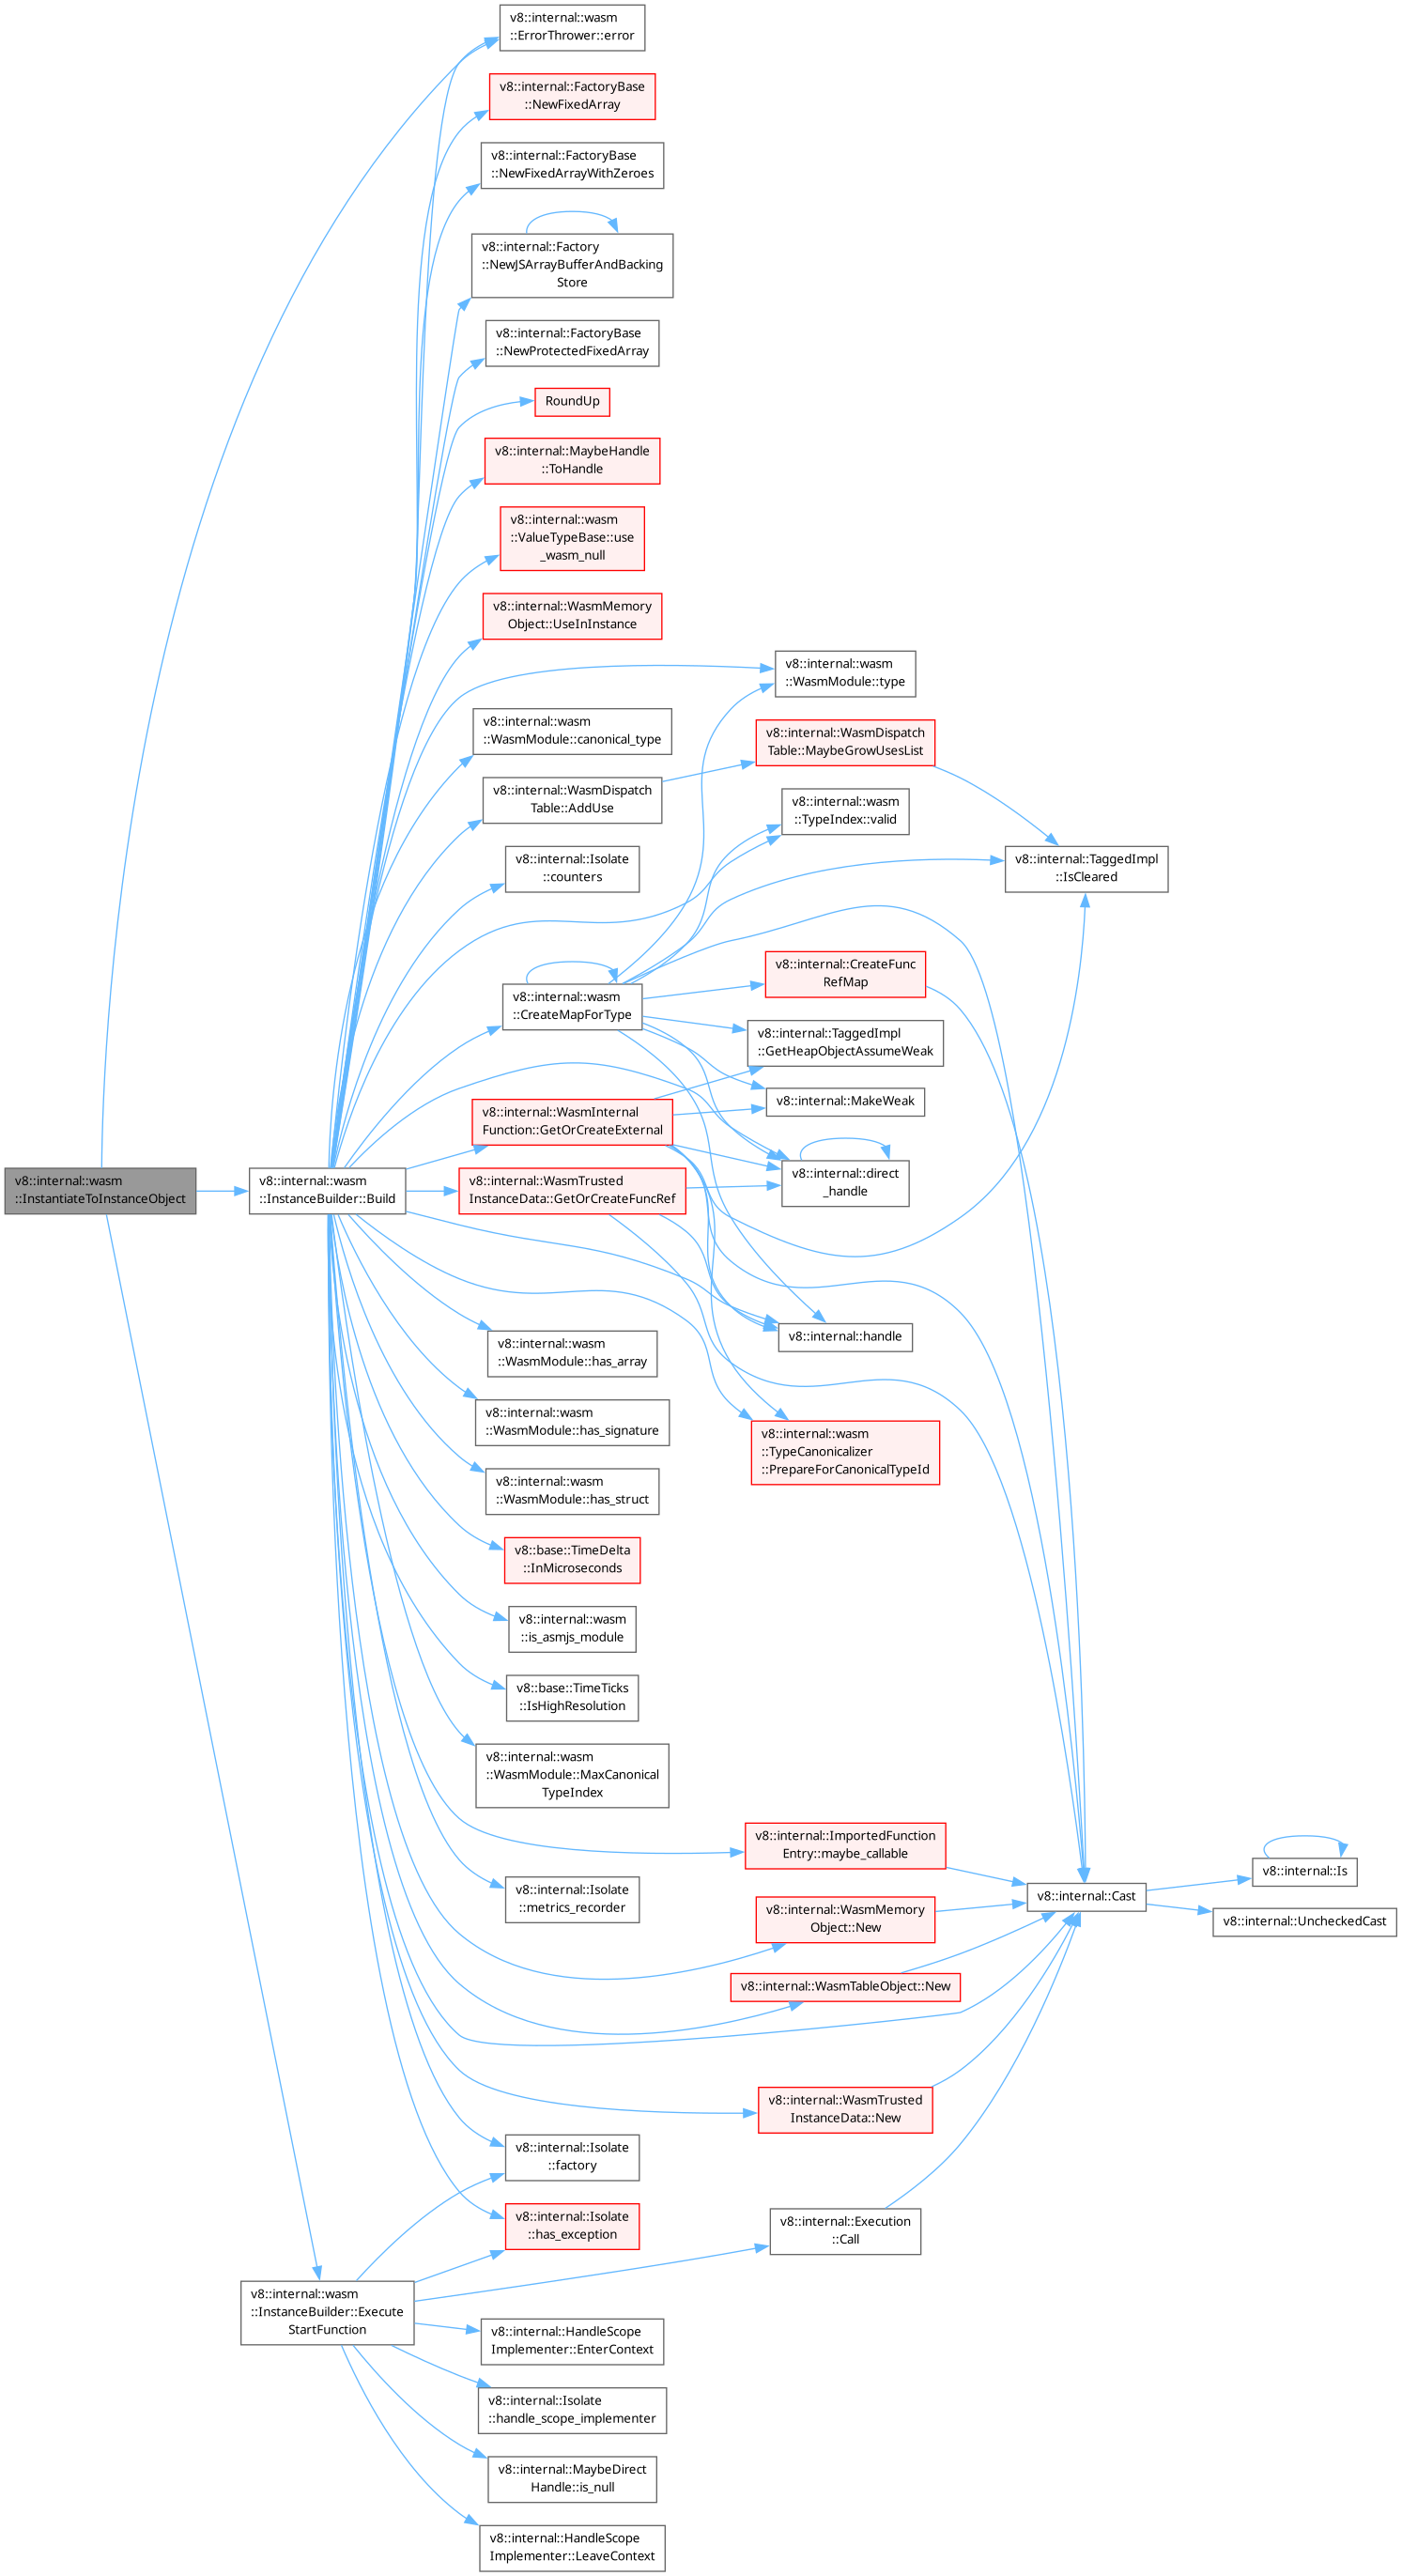 v8::internal::wasm
::ErrorThrower::error
v8::internal::FactoryBase
::NewFixedArray
v8::internal::FactoryBase
::NewFixedArrayWithZeroes
v8::internal::Factory
::NewJSArrayBufferAndBacking
Store
v8::internal::FactoryBase
::NewProtectedFixedArray
RoundUp
v8::internal::MaybeHandle
::ToHandle
v8::internal::wasm
::ValueTypeBase::use
_wasm_null
v8::internal::WasmMemory
Object::UseInInstance
v8::internal::wasm
::WasmModule::type
v8::internal::wasm
::WasmModule::canonical_type
v8::internal::WasmDispatch
Table::MaybeGrowUsesList
v8::internal::WasmDispatch
Table::AddUse
v8::internal::wasm
::TypeIndex::valid
v8::internal::Isolate
::counters
v8::internal::TaggedImpl
::IsCleared
v8::internal::CreateFunc
RefMap
v8::internal::wasm
::CreateMapForType
v8::internal::TaggedImpl
::GetHeapObjectAssumeWeak
v8::internal::MakeWeak
v8::internal::WasmInternal
Function::GetOrCreateExternal
v8::internal::direct
_handle
v8::internal::wasm
::InstantiateToInstanceObject
v8::internal::wasm
::InstanceBuilder::Build
v8::internal::WasmTrusted
InstanceData::GetOrCreateFuncRef
v8::internal::handle
v8::internal::wasm
::WasmModule::has_array
v8::internal::wasm
::WasmModule::has_signature
v8::internal::wasm
::TypeCanonicalizer
::PrepareForCanonicalTypeId
v8::internal::wasm
::WasmModule::has_struct
v8::base::TimeDelta
::InMicroseconds
v8::internal::wasm
::is_asmjs_module
v8::base::TimeTicks
::IsHighResolution
v8::internal::wasm
::WasmModule::MaxCanonical
TypeIndex
v8::internal::ImportedFunction
Entry::maybe_callable
v8::internal::Is
v8::internal::Isolate
::metrics_recorder
v8::internal::Cast
v8::internal::WasmMemory
Object::New
v8::internal::UncheckedCast
v8::internal::WasmTableObject::New
v8::internal::WasmTrusted
InstanceData::New
v8::internal::Isolate
::factory
v8::internal::Isolate
::has_exception
v8::internal::Execution
::Call
v8::internal::wasm
::InstanceBuilder::Execute
StartFunction
v8::internal::HandleScope
Implementer::EnterContext
v8::internal::Isolate
::handle_scope_implementer
v8::internal::MaybeDirect
Handle::is_null
v8::internal::HandleScope
Implementer::LeaveContext